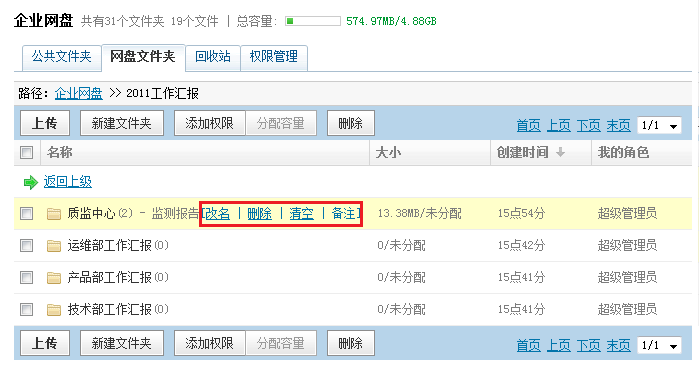 企业网盘 共有31个文件夹 19个文件 | 总容量: 574.97MB/4.88GB
公共文件夹 网盘文件夹 回收站 权限管理
路径: 企业网盘 >> 2011工作汇报
上传 新建文件夹 添加权限 分配容量 删除 首页 上页 下页 末页 1/1
名称 大小 创建时间 我的角色
返回上级
质监中心(2) - 监测报告[改名 | 删除 | 清空 | 备注] 13.38MB/未分配 15点54分 超级管理员
运维部工作汇报(0) 0/未分配 15点42分 超级管理员
产品部工作汇报(0) 0/未分配 15点41分 超级管理员
技术部工作汇报(0) 0/未分配 15点41分 超级管理员
上传 新建文件夹 添加权限 分配容量 删除 首页 上页 下页 末页 1/1